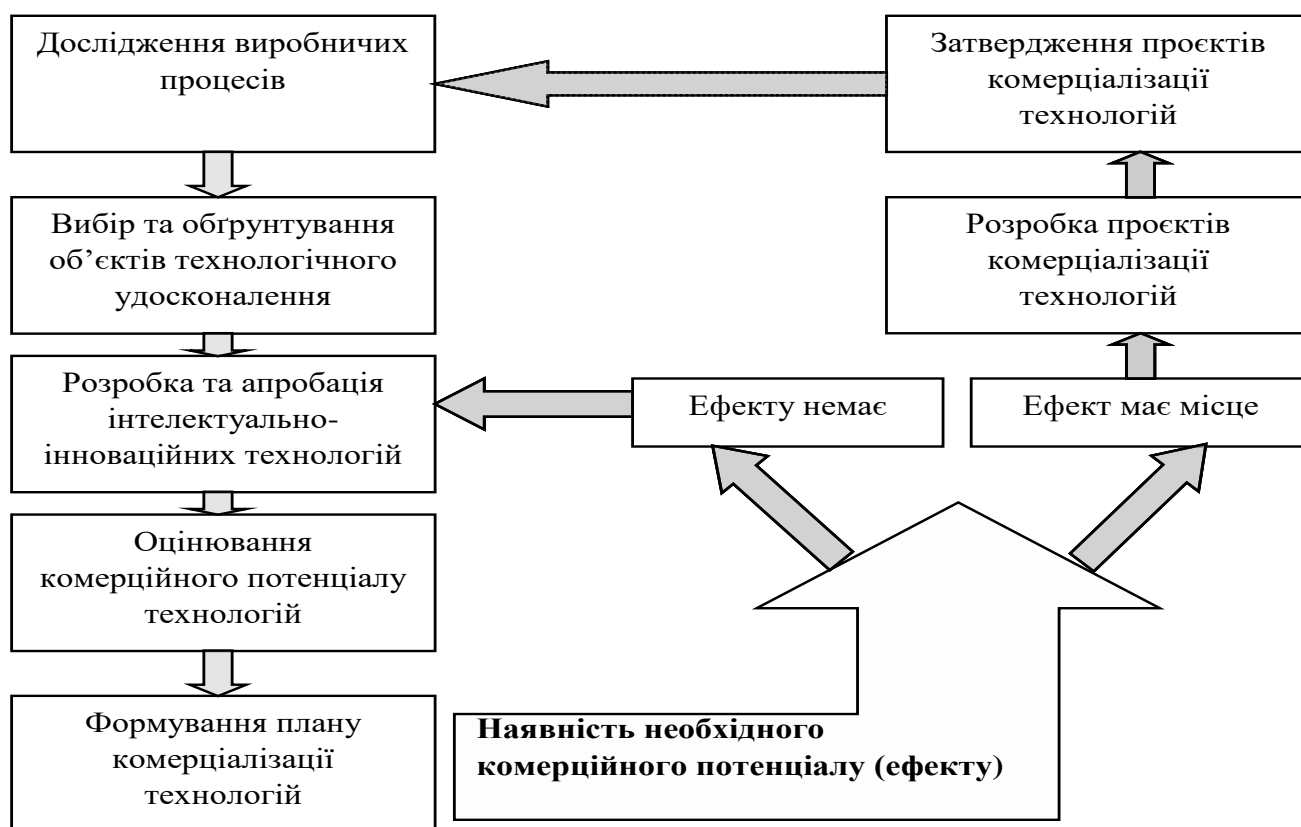 Дослідження виробничих
процесів
Затвердження проєктів
комерціалізації
технологій
Вибір та обґрунтування
об’єктів технологічного
удосконалення
Розробка проєктів
комерціалізації
технологій
Розробка та апробація
інтелектуально-
інноваційних технологій
Ефекту немає
Ефект має місце
Оцінювання
комерційного потенціалу
технологій
Формування плану
комерціалізації
технологій
Наявність необхідного
комерційного потенціалу (ефекту)